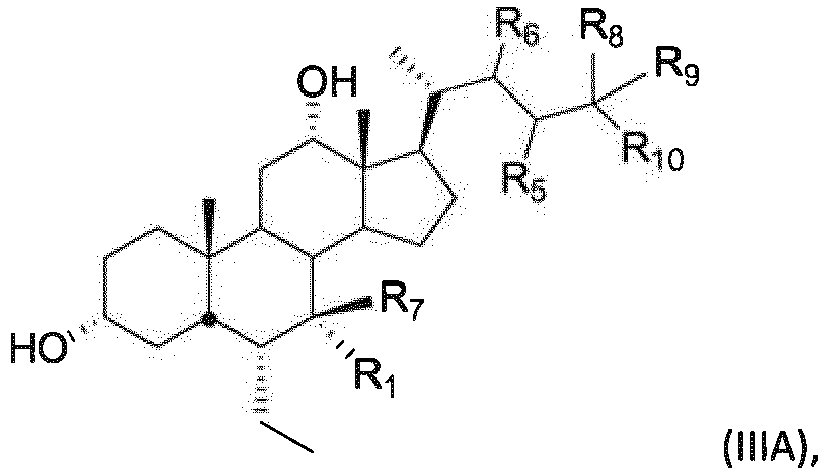 R6
R8
R9
OH
R10
R5
R7
HO
R1
(IIIA),